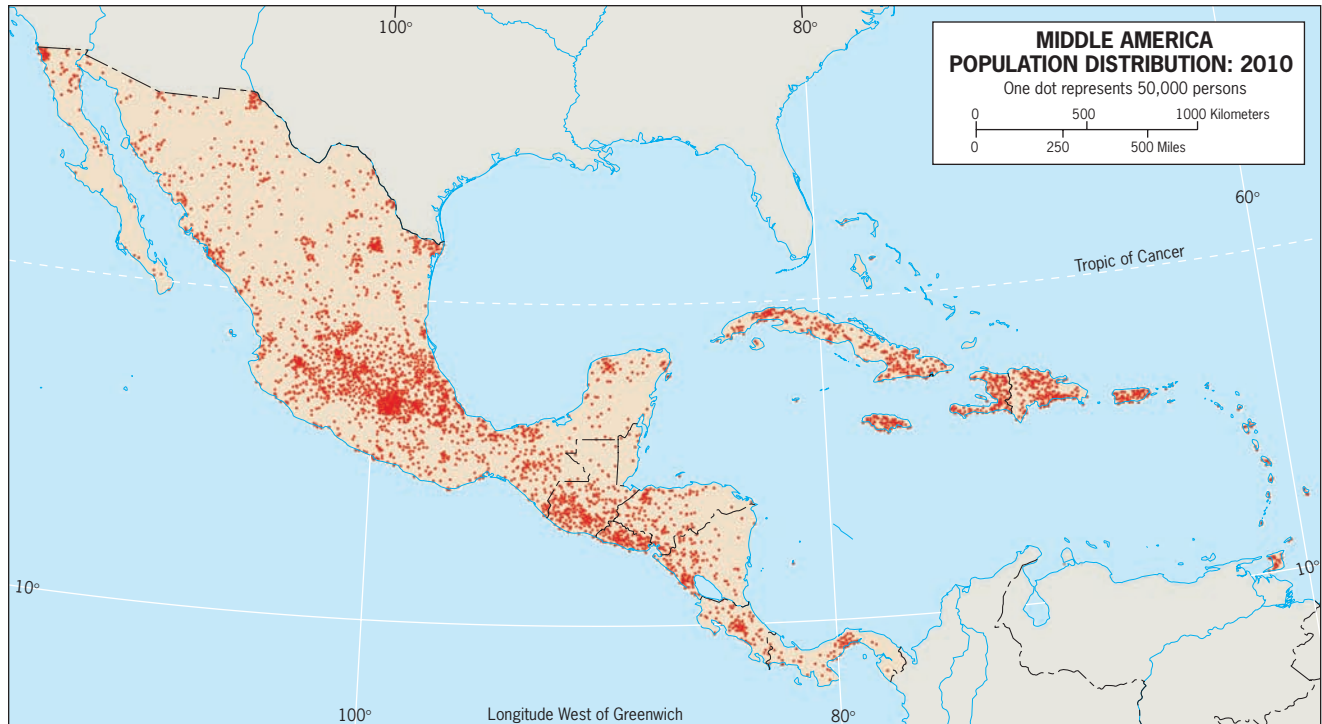 100°
80°
MIDDLE AMERICA
POPULATION DISTRIBUTION: 2010
One dot represents 50,000 persons
0 500 1000 Kilometers
0 250 500 Miles
60°
Tropic of Cancer
10°
10°
100°
Longitude West of Greenwich
80°